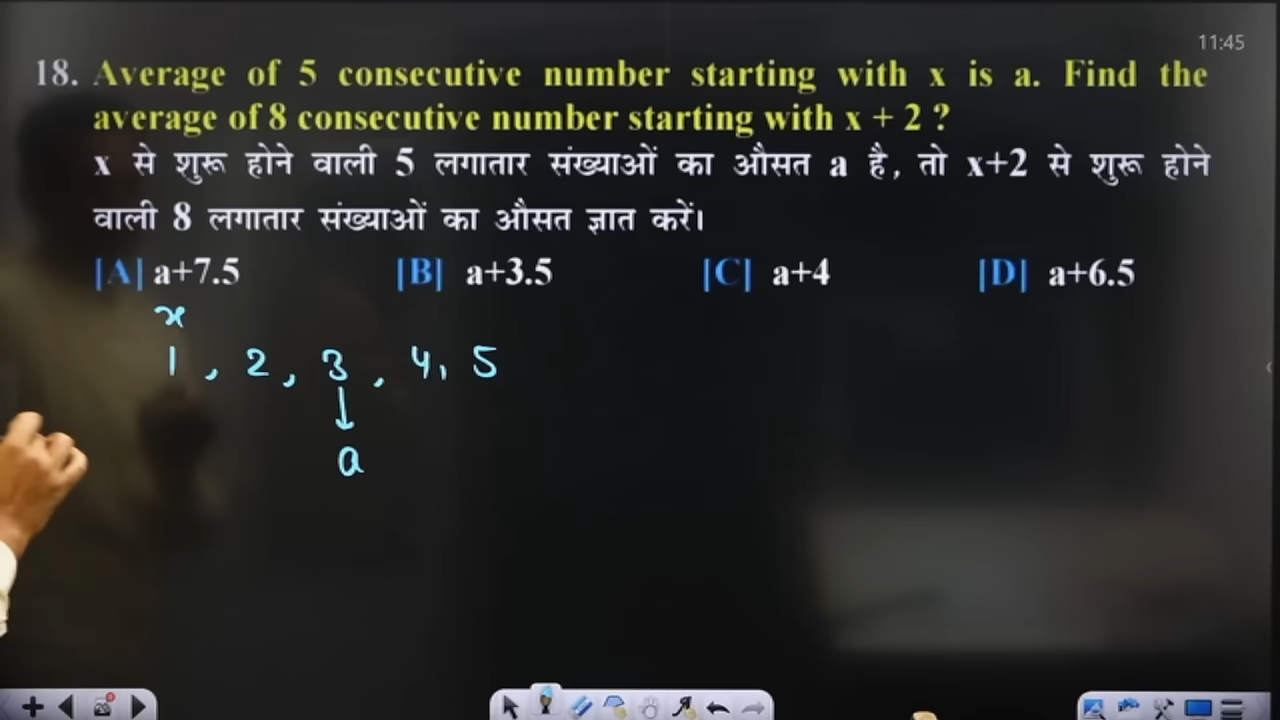 11:45
18. Average of 5 consecutive number starting with x is a. Find the
average of 8 consecutive number starting with x + 2 ?
x से शुरू होने वाली 5 लगातार संख्याओं का औसत a है, तो x+2 से शुरू होने
वाली 8 लगातार संख्याओं का औसत ज्ञात करें।
[A] a+7.5 [B] a+3.5 [C] a+4 [D] a+6.5
x
1 , 2 , 3 , 4 , 5
↓
a